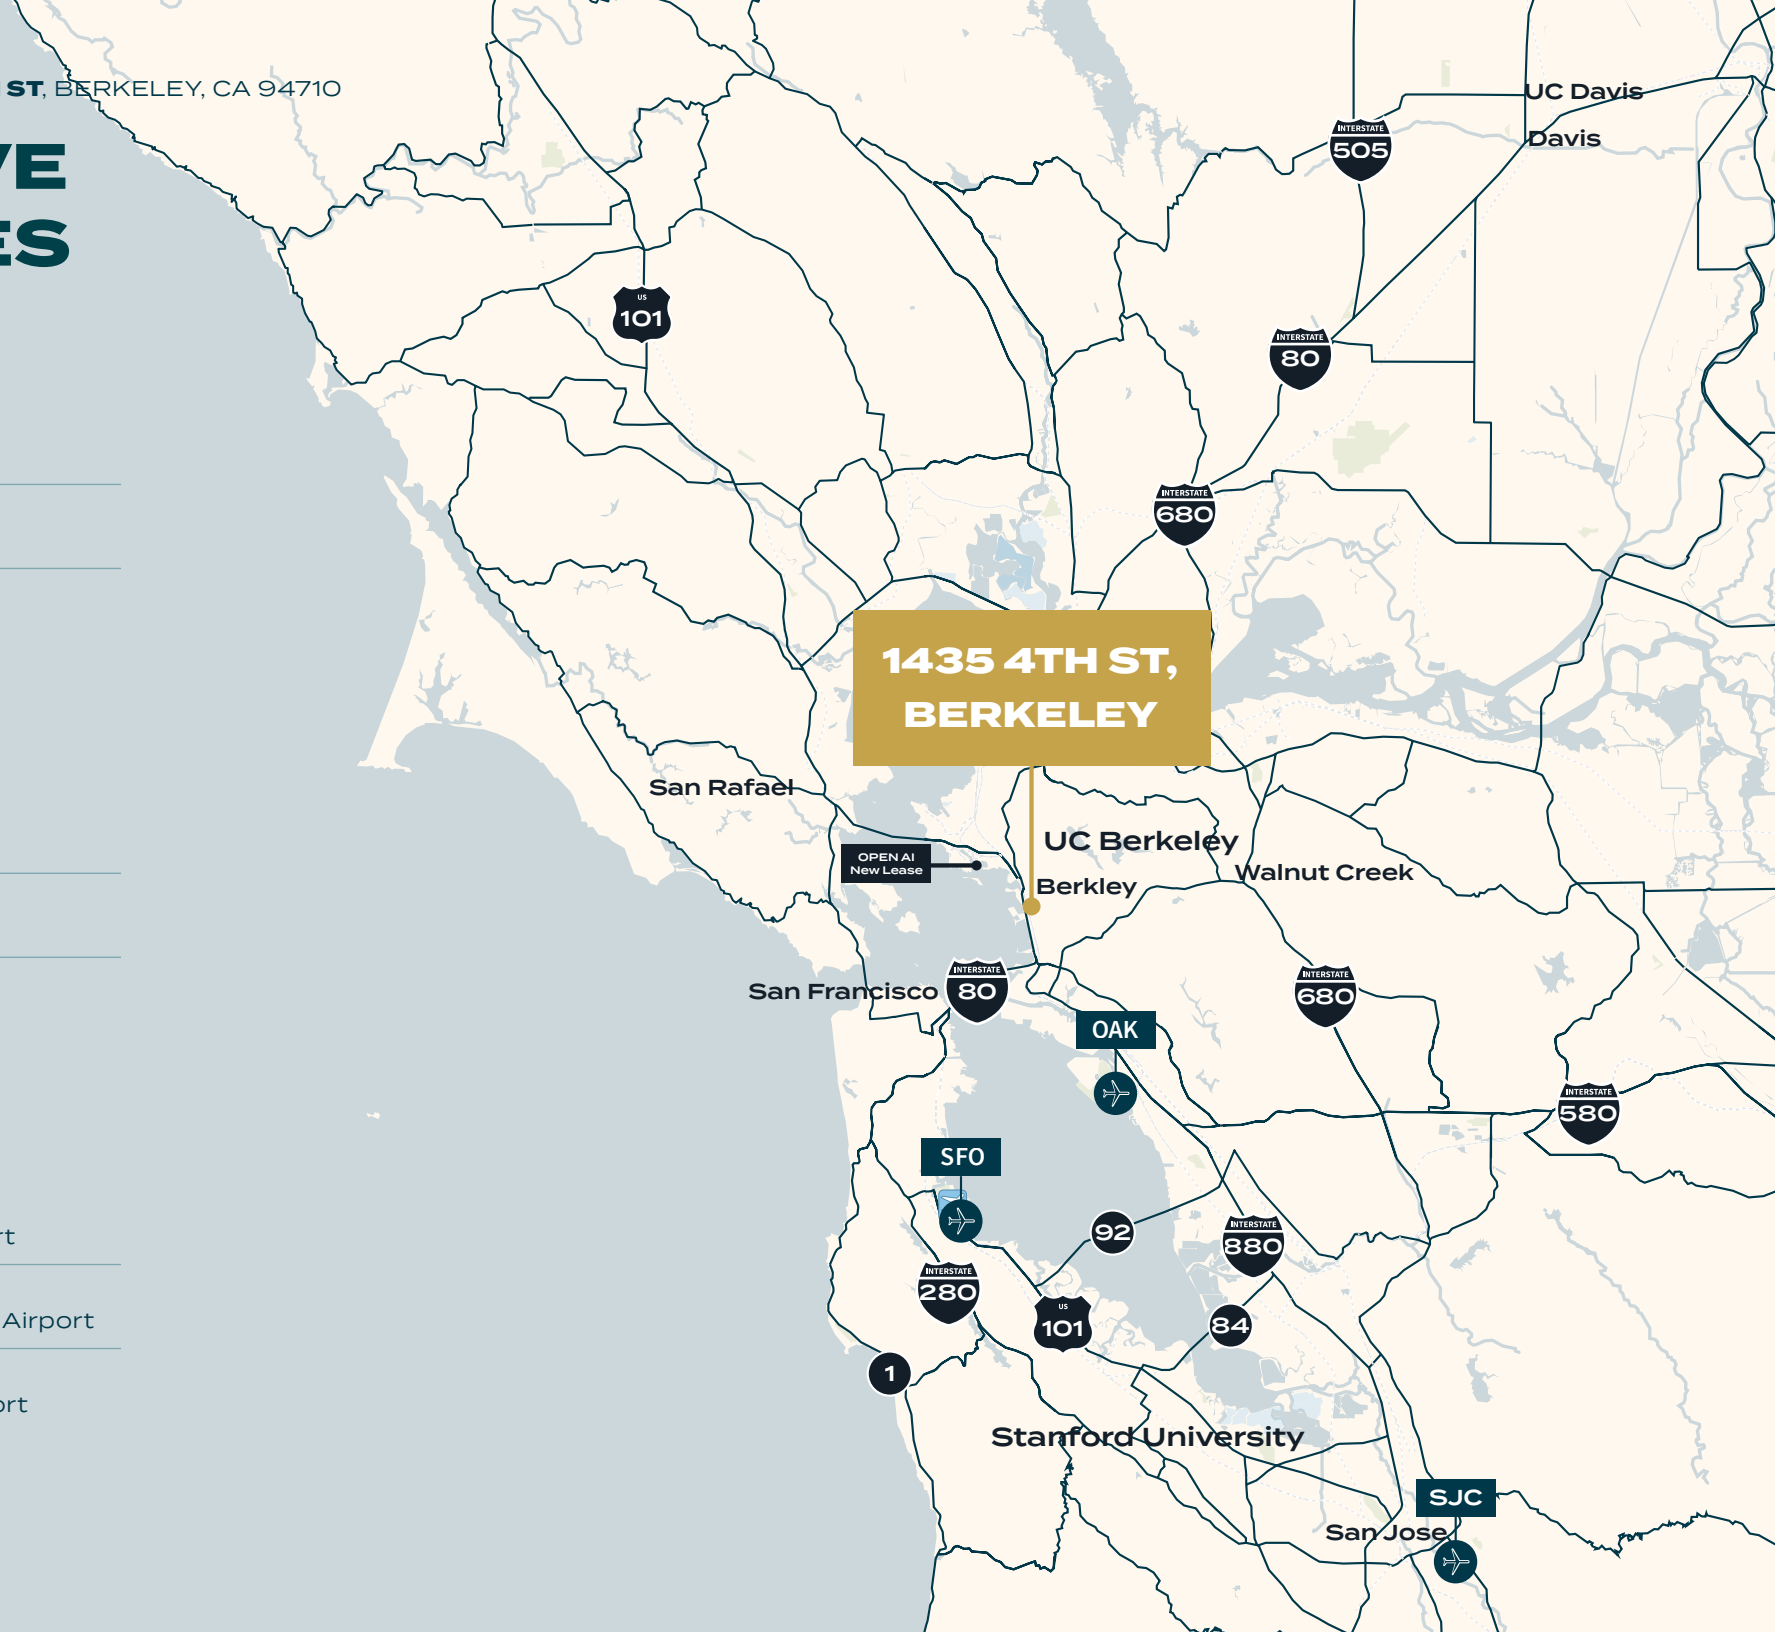 ST, BERKELEY, CA 94710
VE
ES
rt
Airport
ort
UC Davis
Davis
INTERSTATE
505
US
101
INTERSTATE
80
INTERSTATE
680
1435 4TH ST,
BERKELEY
San Rafael
UC Berkeley
OPEN AI
New Lease
Walnut Creek
Berkley
San Francisco
INTERSTATE
80
INTERSTATE
680
OAK
INTERSTATE
580
SFO
92
INTERSTATE
880
INTERSTATE
280
US
101
84
1
Stanford University
SJC
San Jose